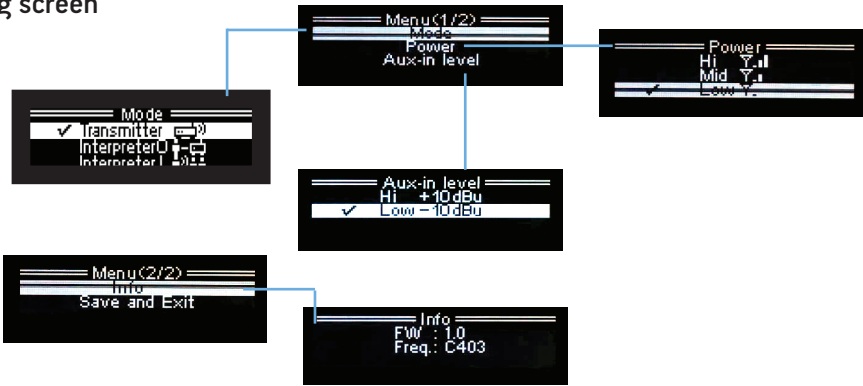 g screen
Menu(1/2)
Mode
Power
Aux-in level
Power
Hi
Mid
Low
Mode
✓ Transmitter
InterpreterO
InterpreterL
Aux-in level
Hi +10dBu
✓ Low -10dBu
Menu(2/2)
Info
Save and Exit
Info
FW : 1.0
Freq.: C403